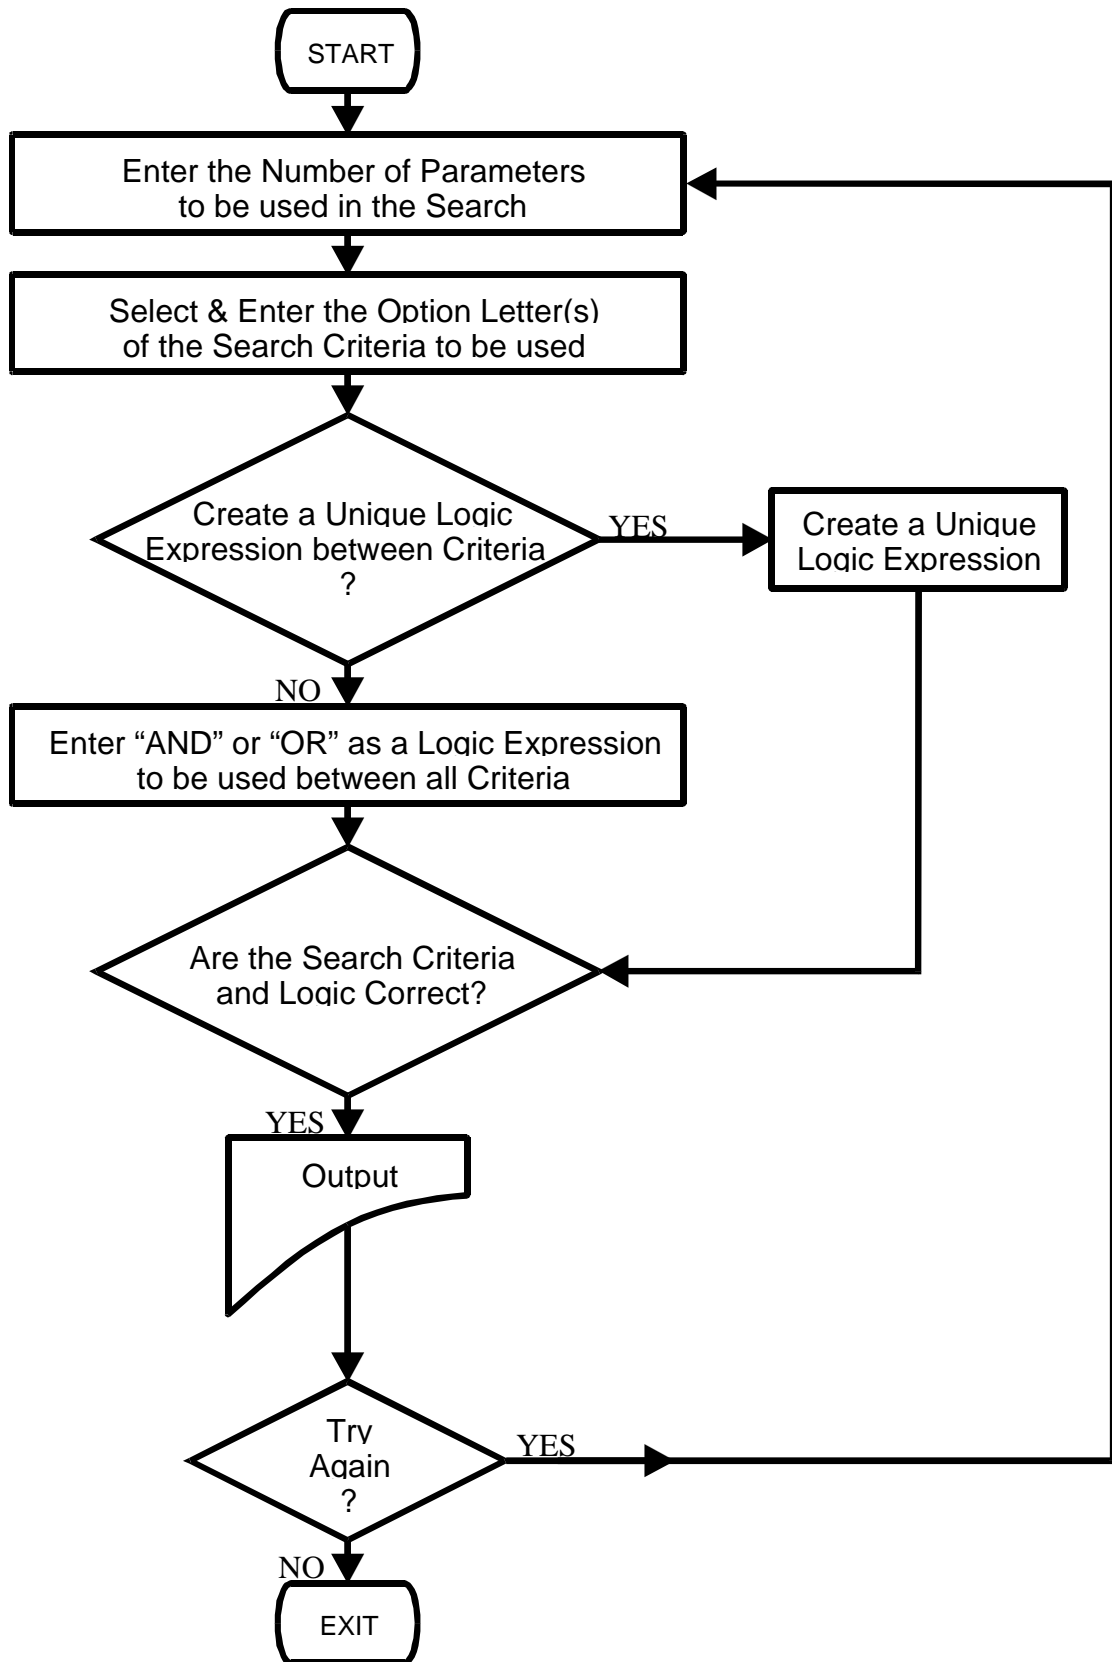 START
Enter the Number of Parameters
to be used in the Search
Select & Enter the Option Letter(s)
of the Search Criteria to be used
Create a Unique Logic
Expression between Criteria
?
YES
Create a Unique
Logic Expression
NO
Enter “AND” or “OR” as a Logic Expression
to be used between all Criteria
Are the Search Criteria
and Logic Correct?
YES
Output
Try
Again
?
YES
NO
EXIT